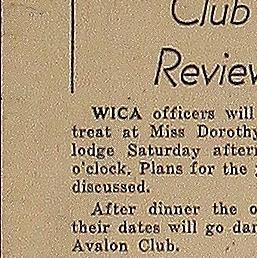 Club
Review
WICA officers will
treat at Miss Dorothy
lodge Saturday after
o'clock. Plans for the
discussed.
After dinner the o
their dates will go dan
Avalon Club.